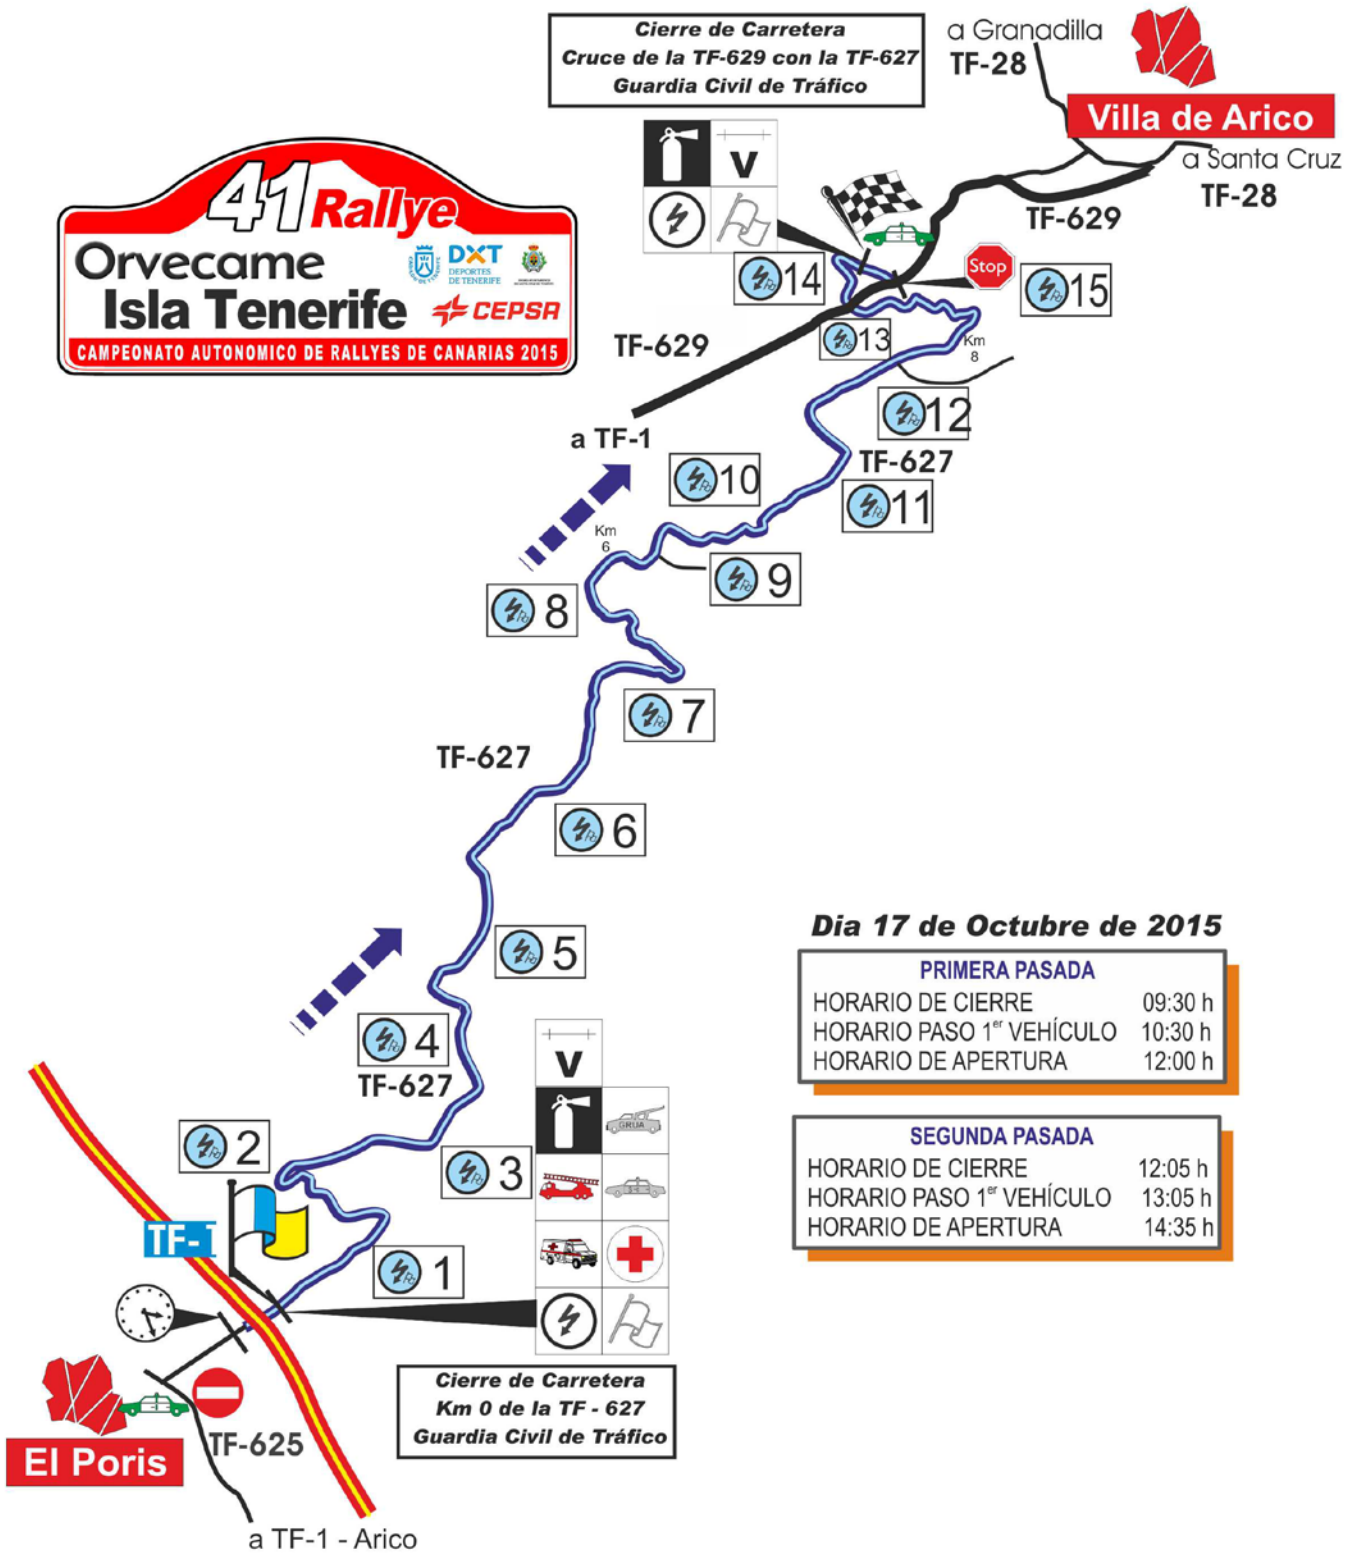 Cierre de Carretera
Cruce de la TF-629 con la TF-627
Guardia Civil de Tráfico
a Granadilla
TF-28
Villa de Arico
a Santa Cruz
TF-28
TF-629
V
41 Rallye
Orvecame
Isla Tenerife
DXT
DEPORTES
DE TENERIFE
CEPSA
CAMPEONATO AUTONOMICO DE RALLYES DE CANARIAS 2015
Stop
14
15
13
TF-629
Km
8
12
a TF-1
TF-627
10
11
Km
6
9
8
7
TF-627
6
5
4
TF-627
Dia 17 de Octubre de 2015
PRIMERA PASADA
HORARIO DE CIERRE 09:30 h
HORARIO PASO 1er VEHÍCULO 10:30 h
HORARIO DE APERTURA 12:00 h
SEGUNDA PASADA
HORARIO DE CIERRE 12:05 h
HORARIO PASO 1er VEHÍCULO 13:05 h
HORARIO DE APERTURA 14:35 h
V
GRUA
2
3
TF-1
1
Cierre de Carretera
Km 0 de la TF - 627
Guardia Civil de Tráfico
El Poris
TF-625
a TF-1 - Arico